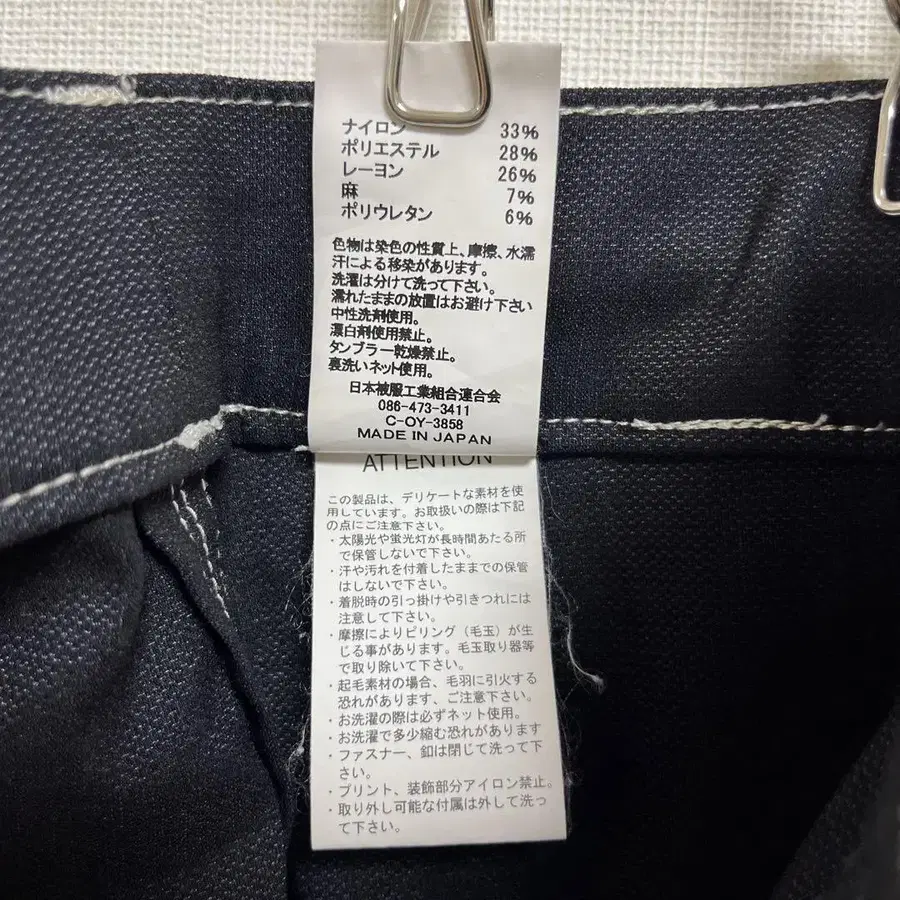 ナイロン 33%
ポリエステル 28%
レーヨン 26%
麻 7%
ポリウレタン 6%
色物は染色の性質上、摩擦、水濡
汗による移染があります。
洗濯は分けて洗って下さい。
濡れたままの放置はお避け下さい
中性洗剤使用。
漂白剤使用禁止。
タンブラー乾燥禁止。
裏洗いネット使用。
日本被服工業組合連合会
086-473-3411
C-OY-3858
MADE IN JAPAN
ATTENTION
この製品は、デリケートな素材を使
用しています。お取扱いの際は下記
の点にご注意下さい。
・太陽光や蛍光灯が長時間あたる所
で保管しないで下さい。
・汗や汚れを付着したままでの保管
はしないで下さい。
・着脱時の引っ掛けや引きつれには
注意して下さい。
・摩擦によりピリング（毛玉）が生
じる事があります。毛玉取り器等
で取り除いて下さい。
・起毛素材の場合、毛羽に引火する
恐れがあります、ご注意下さい。
・お洗濯の際は必ずネット使用。
・お洗濯で多少縮む恐れがあります
・ファスナー、釦は閉じて洗って下
さい。
・プリント、装飾部分アイロン禁止。
・取り外し可能な付属は外して洗っ
て下さい。